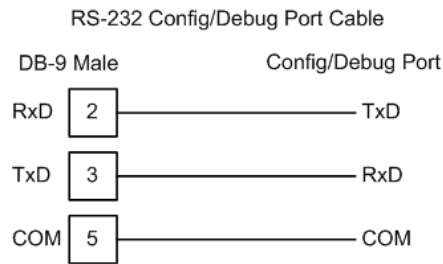 RS-232 Config/Debug Port Cable
DB-9 Male Config/Debug Port
RxD 2 TxD
TxD 3 RxD
COM 5 COM